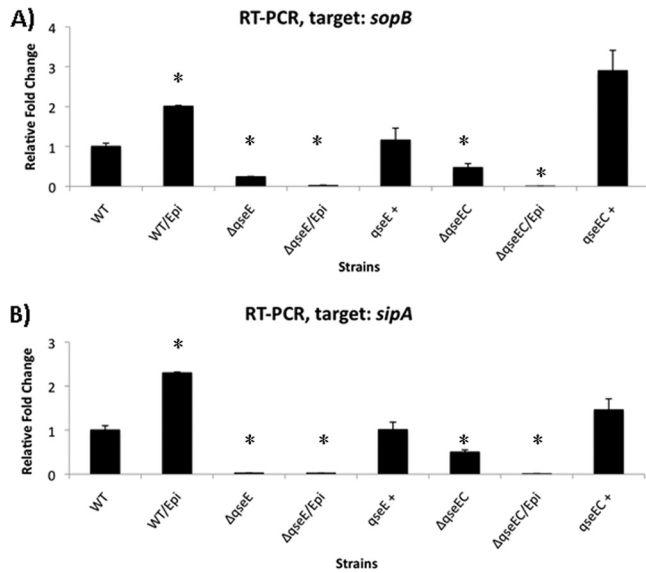 A)
RT-PCR, target: sopB
Relative Fold Change
4
3
2
1
0
*
*
*
*
*
WT
WT/Epi
ΔqseE
ΔqseE/Epi
qseE +
ΔqseEC
ΔqseEC/Epi
qseEC +
Strains
B)
RT-PCR, target: sipA
Relative Fold Change
3
2
1
0
*
*
*
*
*
WT
WT/Epi
ΔqseE
ΔqseE/Epi
qseE +
ΔqseEC
ΔqseEC/Epi
qseEC +
Strains